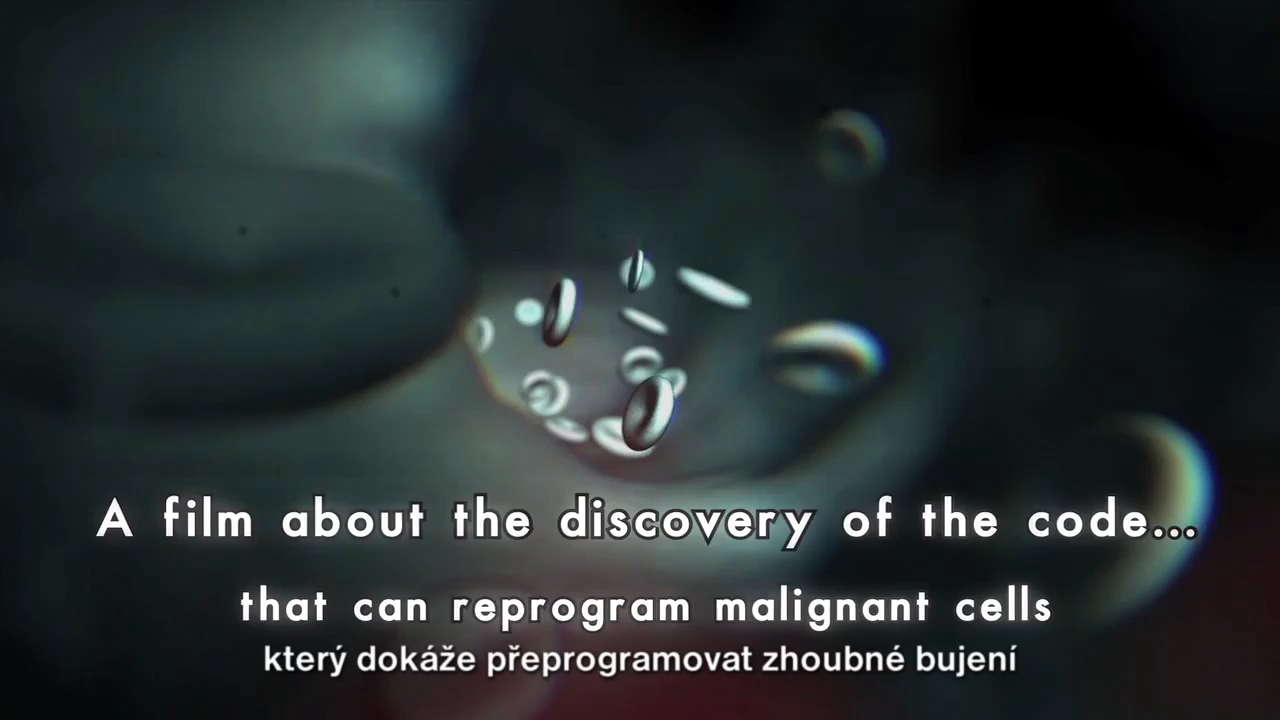 A film about the discovery of the code...
that can reprogram malignant cells
který dokáže přeprogramovat zhoubné bujení